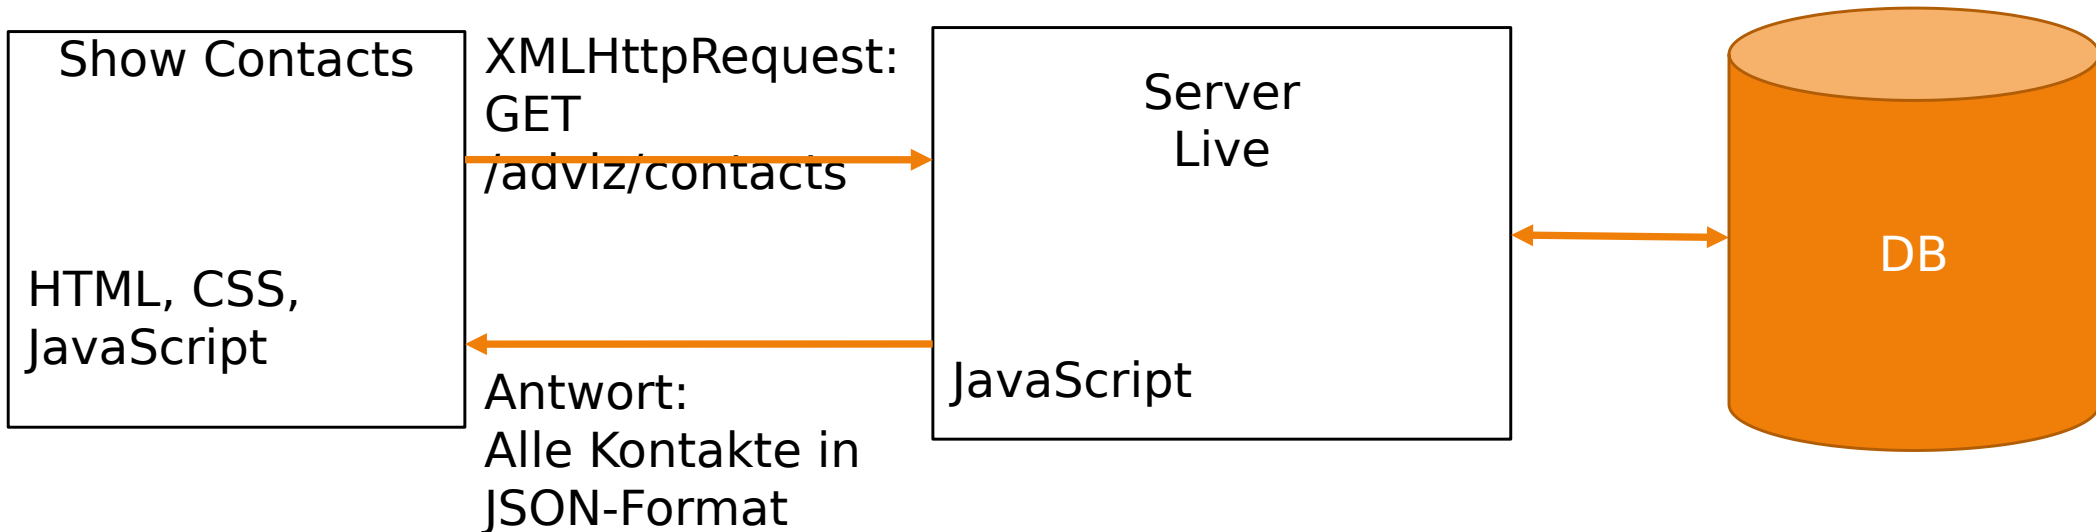 Show Contacts
HTML, CSS,
JavaScript
XMLHttpRequest:
GET
/adviz/contacts
Antwort:
Alle Kontakte in
JSON-Format
Server
Live
JavaScript
DB